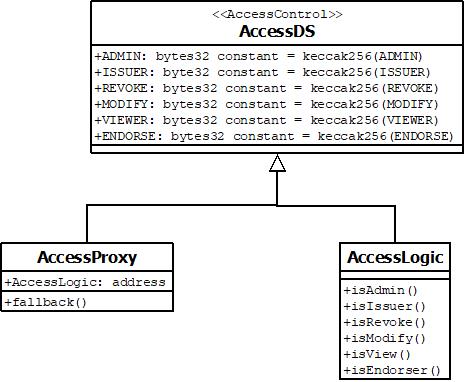 <<AccessControl>>
AccessDS
+ADMIN: bytes32 constant = keccak256(ADMIN)
+ISSUER: byte32 constant = keccak256(ISSUER)
+REVOKE: bytes32 constant = keccak256(REVOKE)
+MODIFY: bytes32 constant = keccak256(MODIFY)
+VIEWER: bytes32 constant = keccak256(VIEWER)
+ENDORSE: bytes32 constant = keccak256(ENDORSE)
AccessProxy
+AccessLogic: address
+fallback()
AccessLogic
+isAdmin()
+isIssuer()
+isRevoke()
+isModify()
+isView()
+isEndorser()